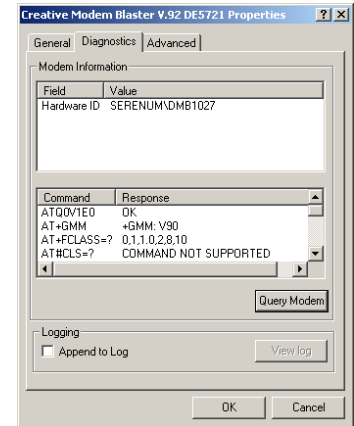 Creative Modem Blaster V.92 DE5721 Properties
General Diagnostics Advanced
Modem Information
Field Value
Hardware ID SERENUM\DMB1027
Command Response
ATQ0V1E0 OK
AT+GMM +GMM: V90
AT+FCLASS=? 0,1,1.0,2,8,10
AT#CLS=? COMMAND NOT SUPPORTED
Query Modem
Logging
Append to Log View log
OK Cancel